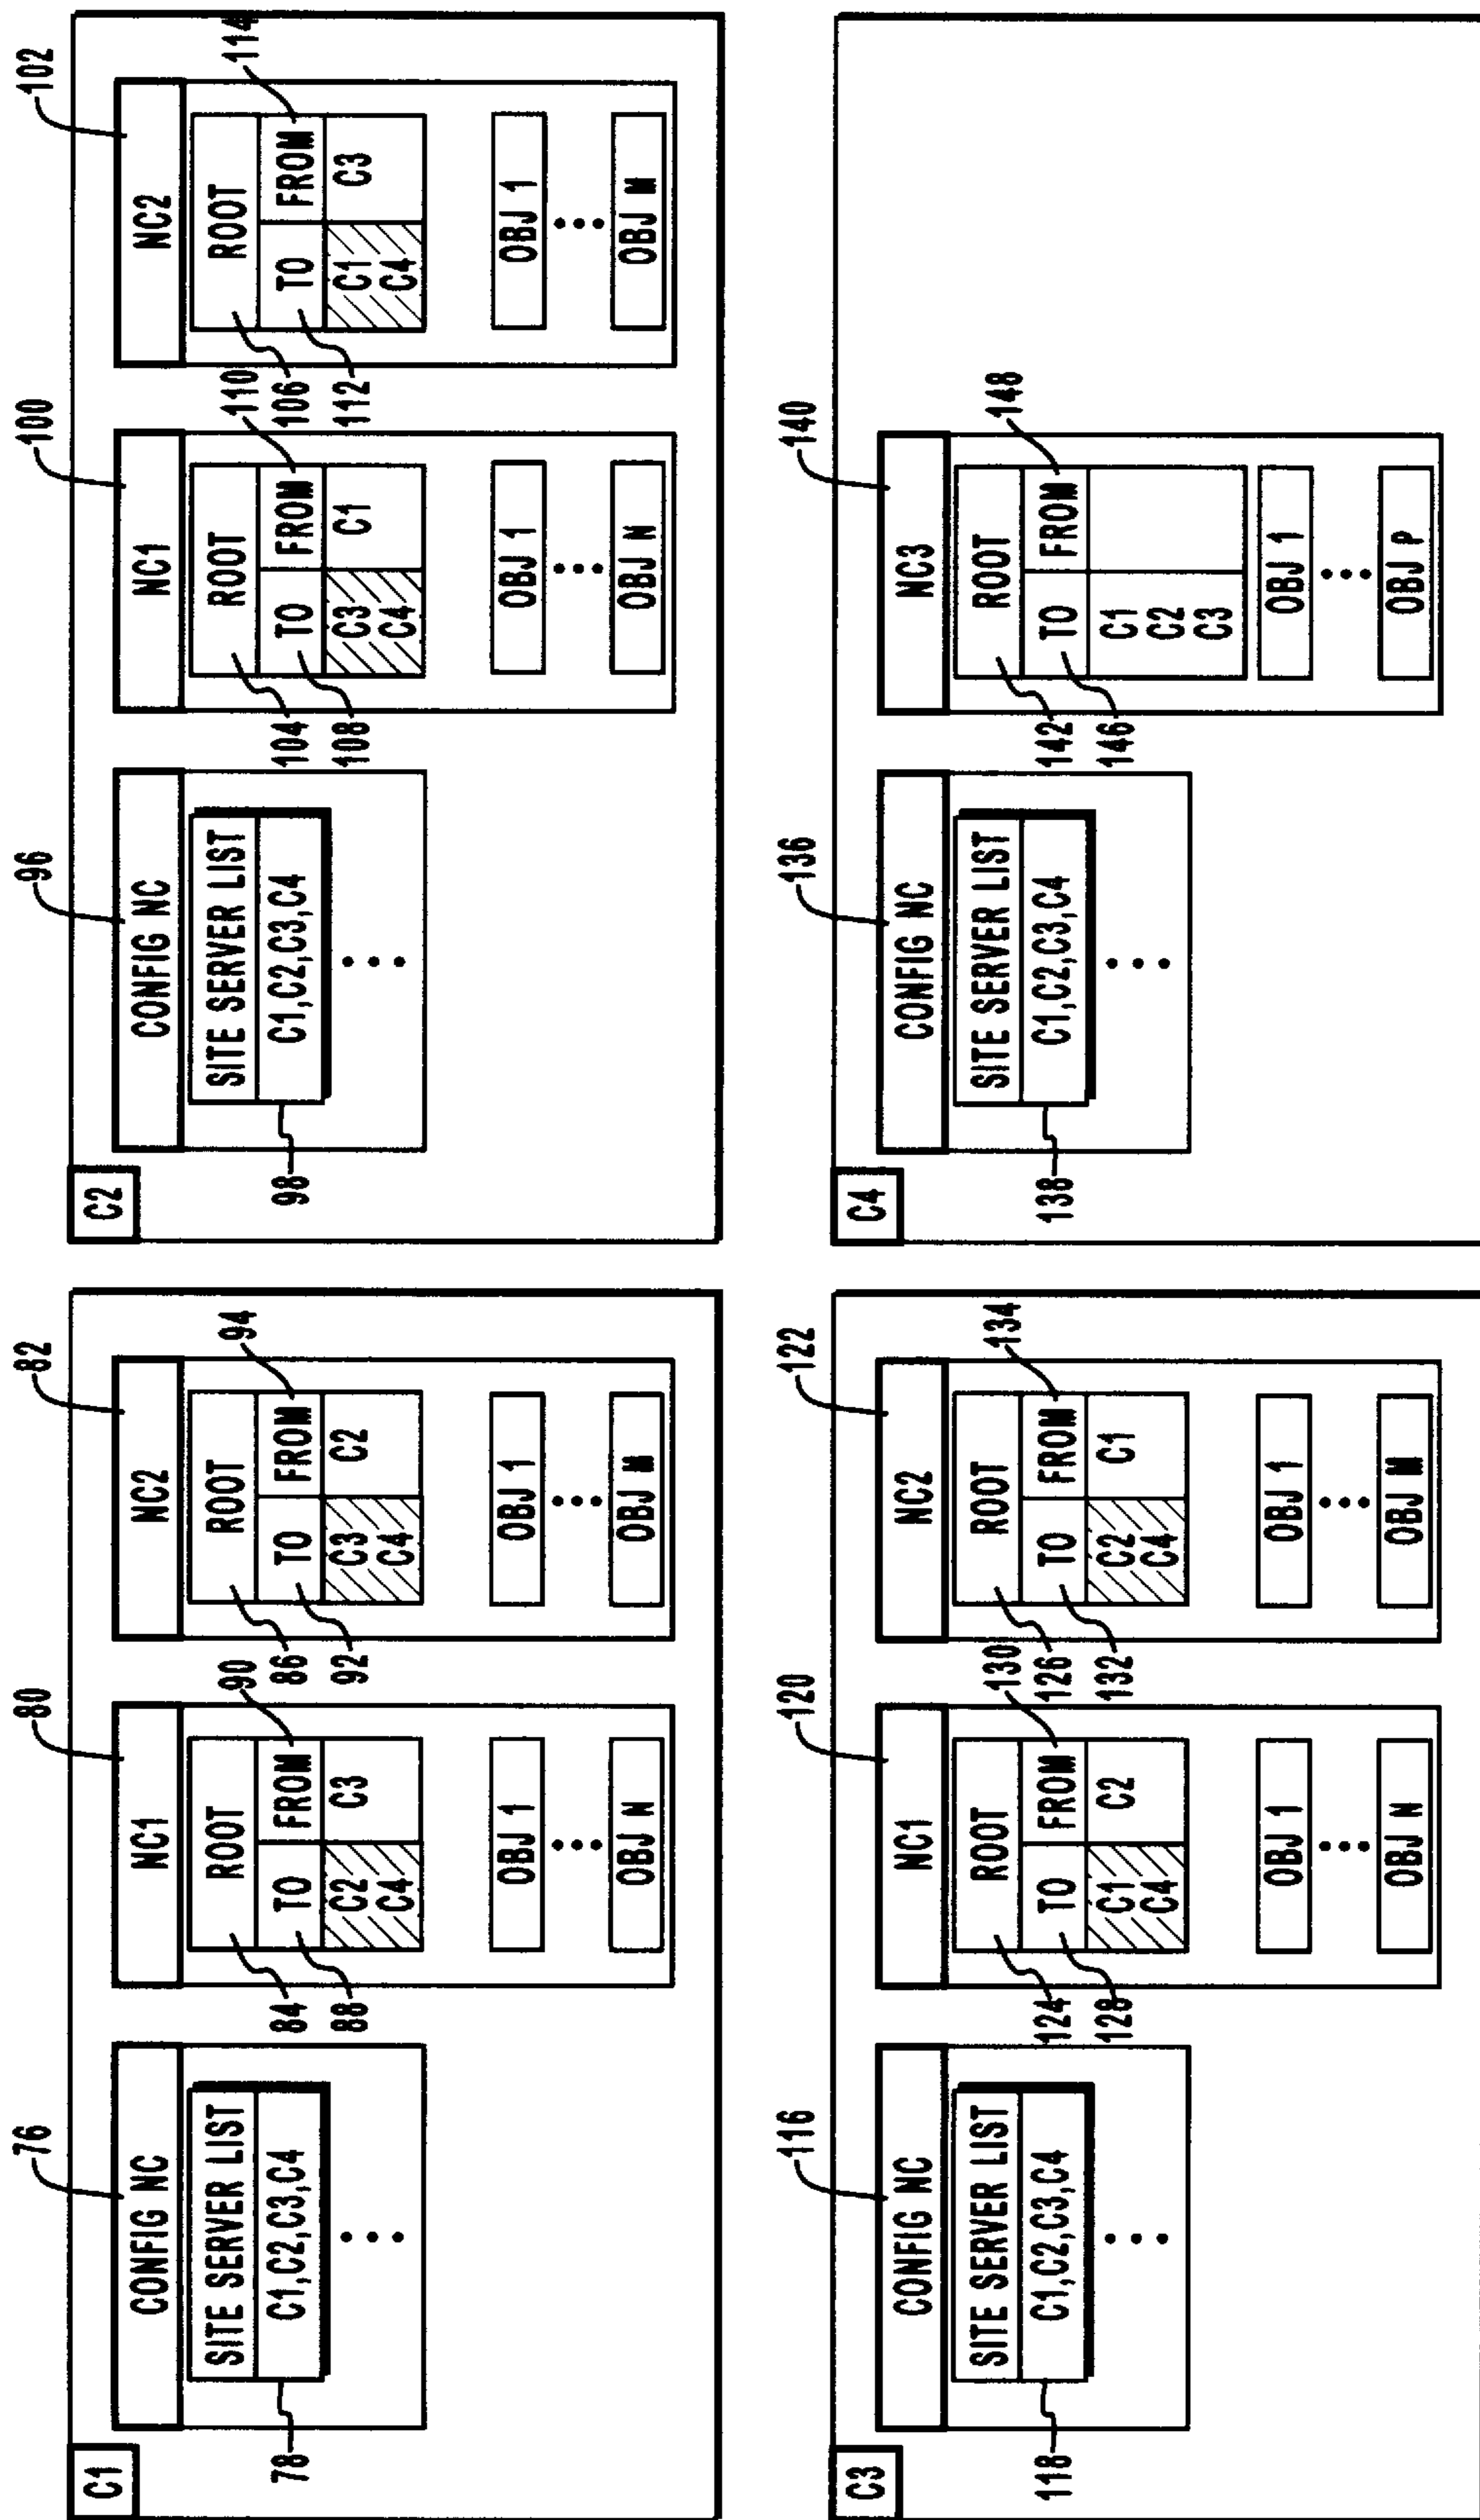 C1
76
CONFIG NC
SITE SERVER LIST
C1,C2,C3,C4
78
80
NC1
ROOT
TO
FROM
C2
C4
C3
84
88
90
OBJ 1
OBJ N
82
NC2
ROOT
TO
FROM
C3
C4
C2
86
92
94
OBJ 1
OBJ M
C2
96
CONFIG NC
SITE SERVER LIST
C1,C2,C3,C4
98
100
NC1
ROOT
TO
FROM
C3
C4
C1
104
108
110
OBJ 1
OBJ N
102
NC2
ROOT
TO
FROM
C1
C4
C3
106
112
114
OBJ 1
OBJ M
C3
116
CONFIG NC
SITE SERVER LIST
C1,C2,C3,C4
118
120
NC1
ROOT
TO
FROM
C1
C4
C2
124
128
130
OBJ 1
OBJ N
122
NC2
ROOT
TO
FROM
C2
C4
C1
126
132
134
OBJ 1
OBJ M
C4
136
CONFIG NC
SITE SERVER LIST
C1,C2,C3,C4
138
140
NC3
ROOT
TO
FROM
C1
C2
C3
142
146
148
OBJ 1
OBJ P